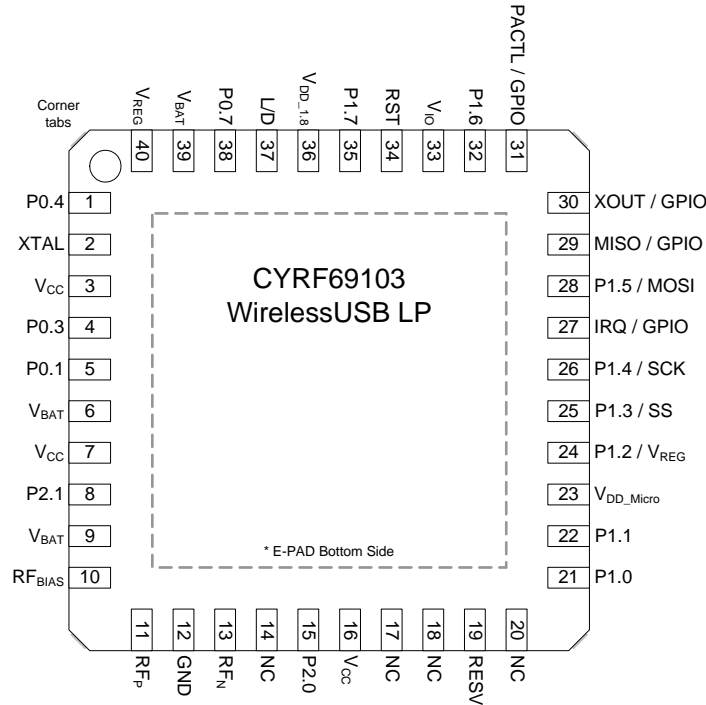 Corner
tabs
VREG
VBAT
P0.7
L/D
VDD_1.8
P1.7
RST
VIO
P1.6
PACTL / GPIO
40
39
38
37
36
35
34
33
32
31
P0.4 1
XTAL 2
VCC 3
P0.3 4
P0.1 5
VBAT 6
VCC 7
P2.1 8
VBAT 9
RFBIAS 10
CYRF69103
WirelessUSB LP
* E-PAD Bottom Side
30 XOUT / GPIO
29 MISO / GPIO
28 P1.5 / MOSI
27 IRQ / GPIO
26 P1.4 / SCK
25 P1.3 / SS
24 P1.2 / VREG
23 VDD_Micro
22 P1.1
21 P1.0
11
12
13
14
15
16
17
18
19
20
RFP
GND
RFN
NC
P2.0
VCC
NC
NC
RESV
NC